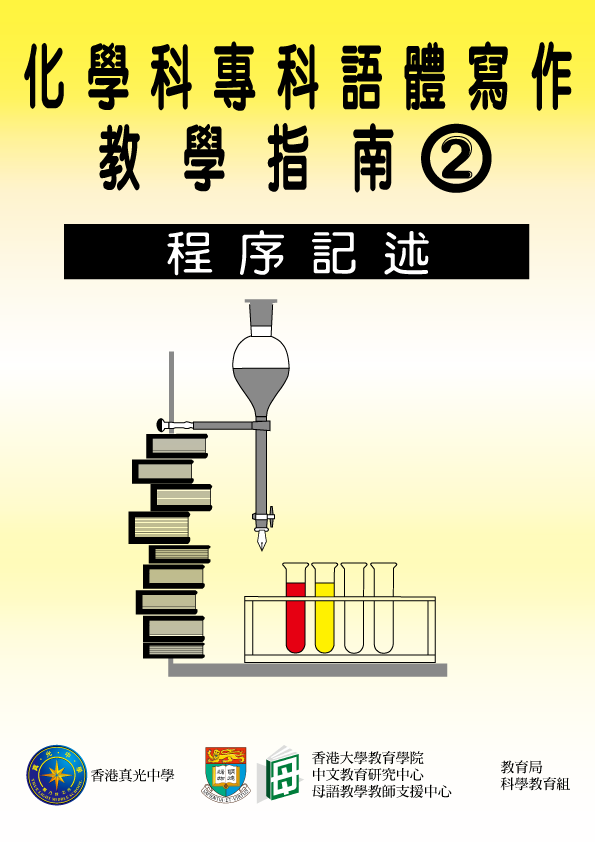 化學科專科語體寫作
教學指南②
程序記述
香港真光中學
香港大學教育學院
中文教育研究中心
母語教學教師支援中心
教育局
科學教育組